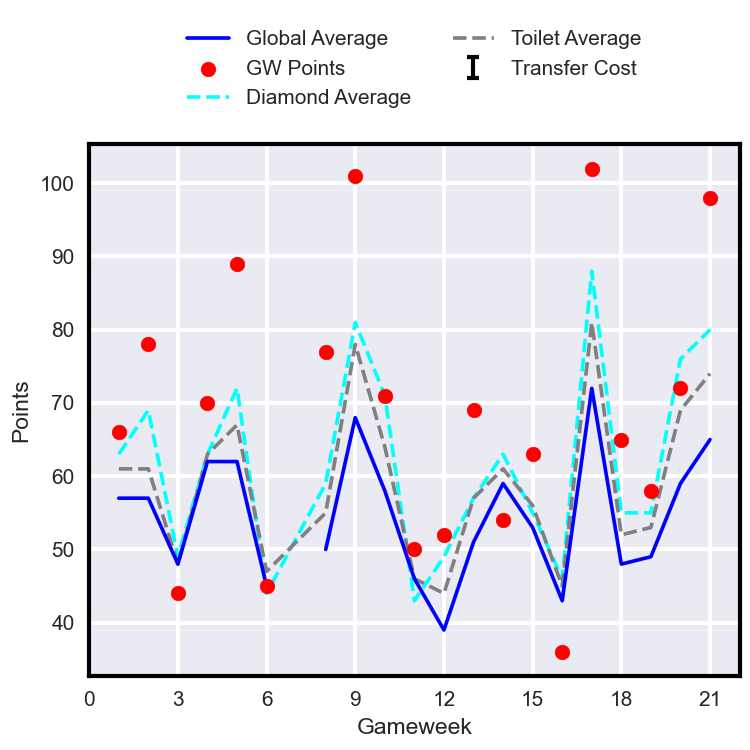 Global Average
GW Points
Diamond Average
Toilet Average
Transfer Cost
100
90
80
70
60
50
40
Points
0 3 6 9 12 15 18 21
Gameweek